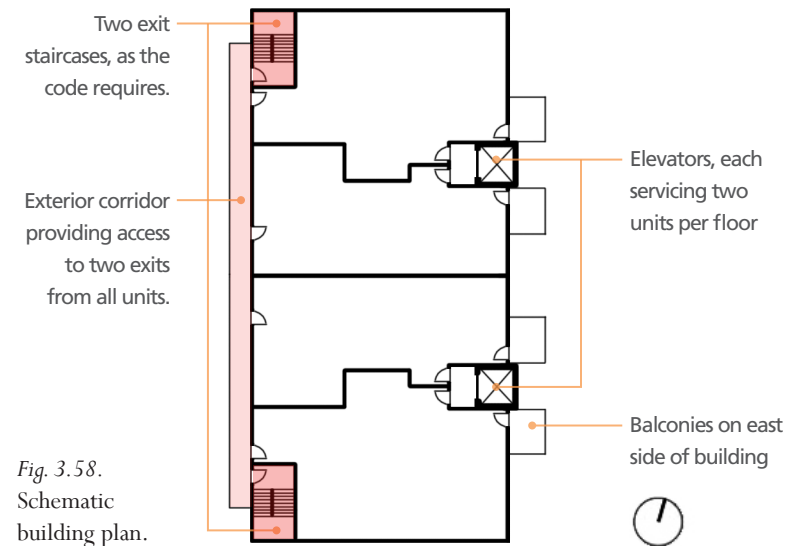 Two exit
staircases, as the
code requires.
Exterior corridor
providing access
to two exits
from all units.
Elevators, each
servicing two
units per floor
Balconies on east
side of building
Fig. 3.58.
Schematic
building plan.